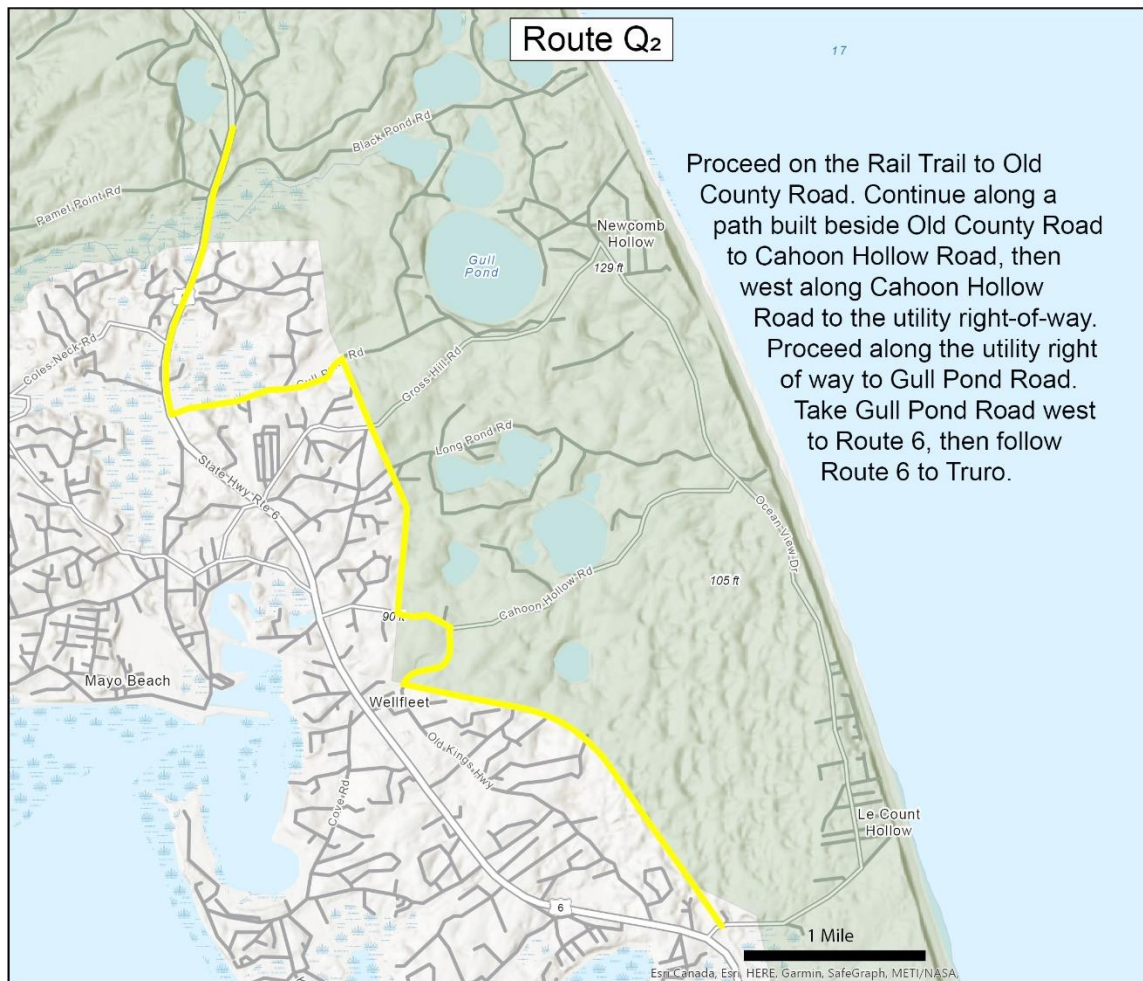 Route Q₂
17
Proceed on the Rail Trail to Old
County Road. Continue along a
path built beside Old County Road
to Cahoon Hollow Road, then
west along Cahoon Hollow
Road to the utility right-of-way.
Proceed along the utility right
of way to Gull Pond Road.
Take Gull Pond Road west
to Route 6, then follow
Route 6 to Truro.
Black Pond Rd
Pamet Point Rd
Newcomb
Hollow
129 ft
Gull
Pond
Coles-Neck-Rd
Gull Rd
Gross-Hill-Rd
Long Pond Rd
State-Hwy-Rte-6
Ocean-View-Dr
105 ft
Cahoon-Hollow-Rd
90 ft
Mayo Beach
Wellfleet
Old-Kings-Hwy
Cove-Rd
Le Count
Hollow
6
1 Mile
Esri Canada, Esri, HERE, Garmin, SafeGraph, METI/NASA,